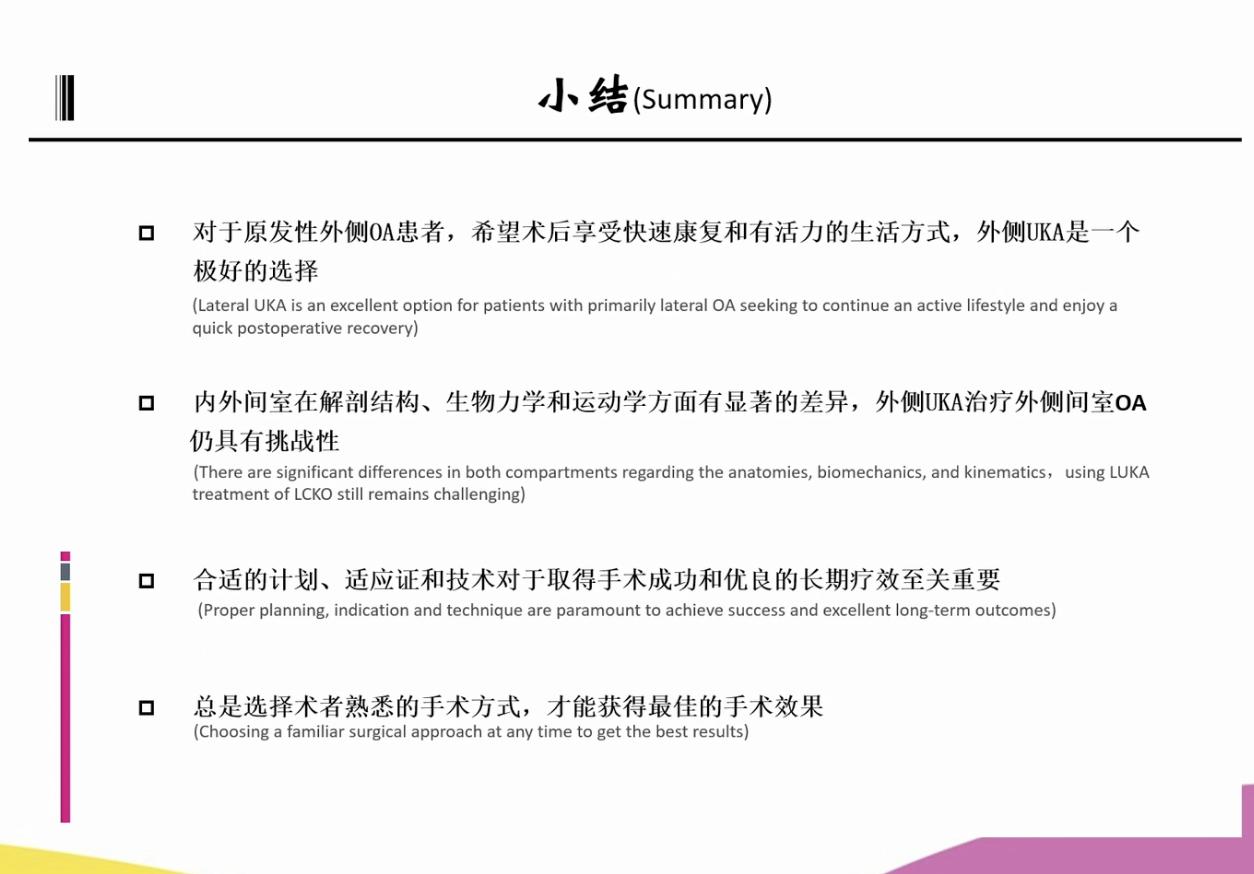 小结(Summary)
对于原发性外侧OA患者，希望术后享受快速康复和有活力的生活方式，外侧UKA是一个
极好的选择
(Lateral UKA is an excellent option for patients with primarily lateral OA seeking to continue an active lifestyle and enjoy a
quick postoperative recovery)
内外间室在解剖结构、生物力学和运动学方面有显著的差异，外侧UKA治疗外侧间室OA
仍具有挑战性
(There are significant differences in both compartments regarding the anatomies, biomechanics, and kinematics，using LUKA
treatment of LCKO still remains challenging)
合适的计划、适应证和技术对于取得手术成功和优良的长期疗效至关重要
(Proper planning, indication and technique are paramount to achieve success and excellent long-term outcomes)
总是选择术者熟悉的手术方式，才能获得最佳的手术效果
(Choosing a familiar surgical approach at any time to get the best results)